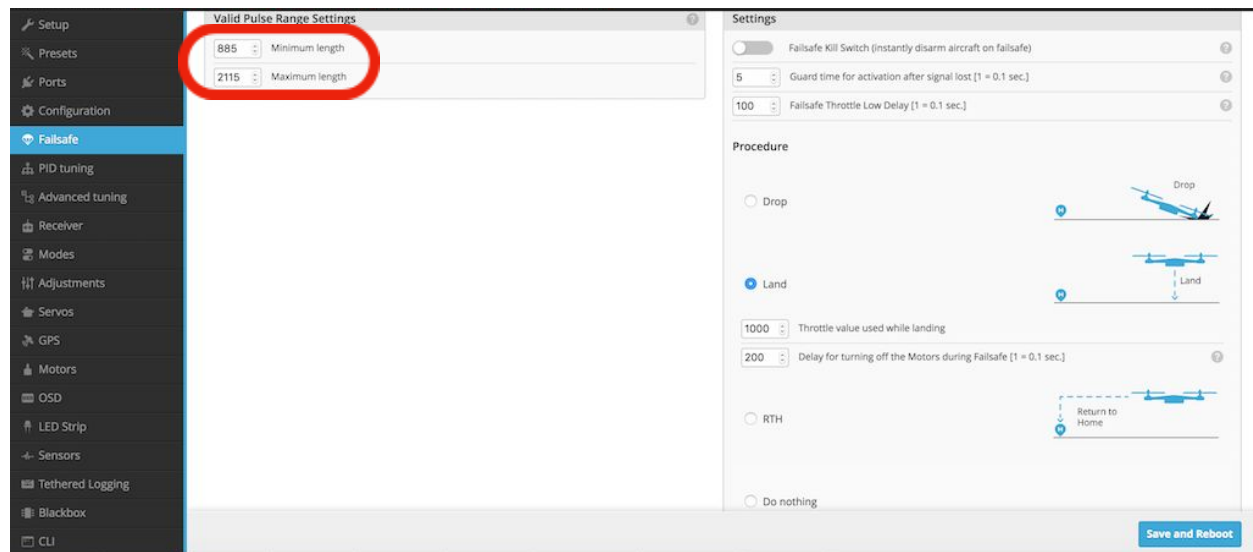 Setup
Presets
Ports
Configuration
Failsafe
PID tuning
Advanced tuning
Receiver
Modes
Adjustments
Servos
GPS
Motors
OSD
LED Strip
Sensors
Tethered Logging
Blackbox
CLI
Valid Pulse Range Settings
885 Minimum length
2115 Maximum length
Settings
Failsafe Kill Switch (instantly disarm aircraft on failsafe)
5 Guard time for activation after signal lost [1 = 0.1 sec.]
100 Failsafe Throttle Low Delay [1 = 0.1 sec.]
Procedure
Drop
Drop
Land
Land
1000 Throttle value used while landing
200 Delay for turning off the Motors during Failsafe [1 = 0.1 sec.]
RTH
Return to
Home
Do nothing
Save and Reboot